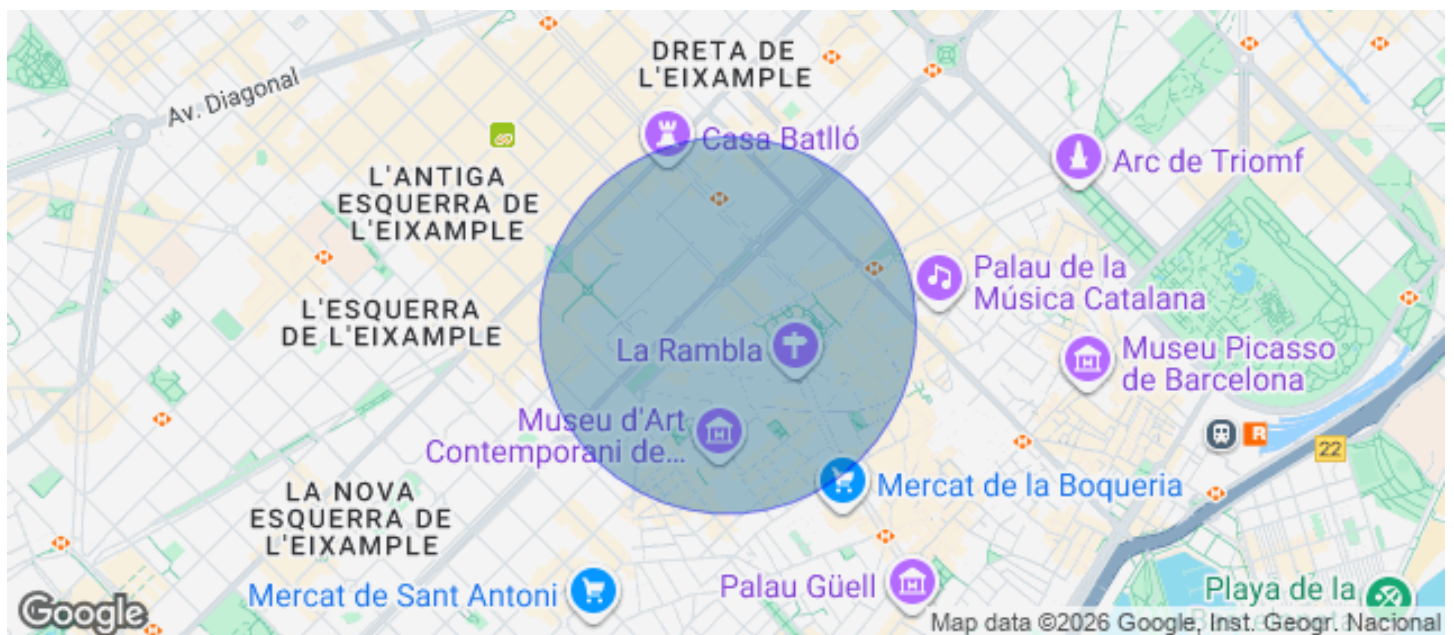 DRETA DE
L'EIXAMPLE
Av. Diagonal
Casa Batlló
Arc de Triomf
L'ANTIGA
ESQUERRA DE
L'EIXAMPLE
Palau de la
Música Catalana
L'ESQUERRA
DE L'EIXAMPLE
La Rambla
Museu Picasso
de Barcelona
Museu d'Art
Contemporani de...
R
22
Mercat de la Boqueria
LA NOVA
ESQUERRA DE
L'EIXAMPLE
Mercat de Sant Antoni
Palau Güell
Playa de la
Google
Map data ©2026 Google, Inst. Geogr. Nacional